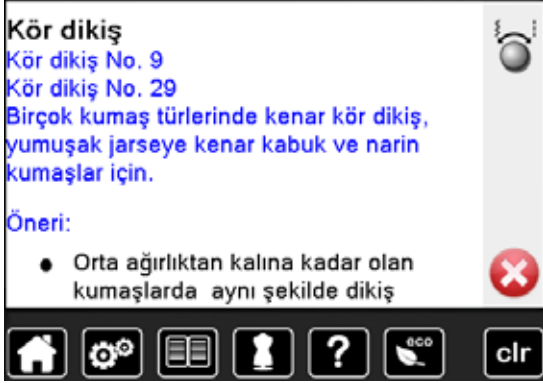 Kör dikiş
Kör dikiş No. 9
Kör dikiş No. 29
Birçok kumaş türlerinde kenar kör dikiş,
yumuşak jarseye kenar kabuk ve narin
kumaşlar için.
Öneri:
● Orta ağırlıktan kalına kadar olan
kumaşlarda aynı şekilde dikiş
? eco clr